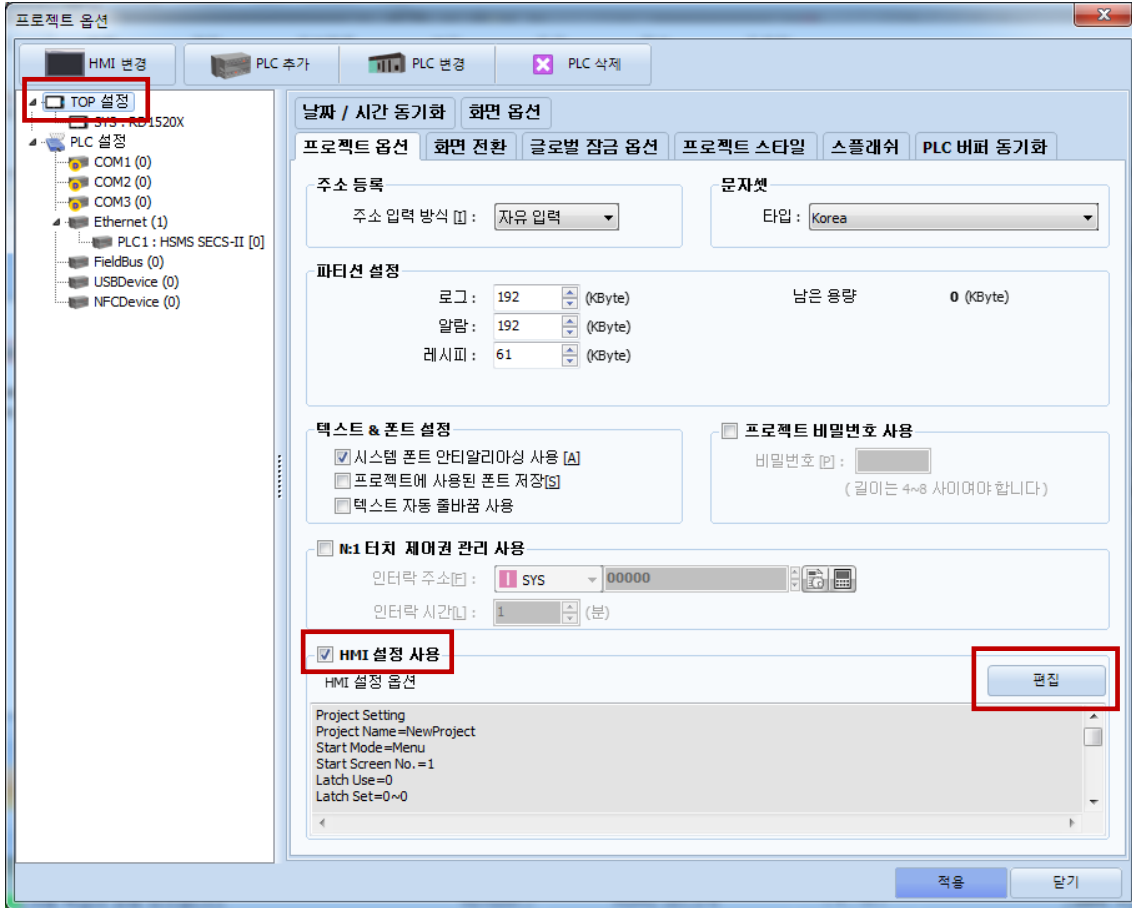 프로젝트 옵션
HMI 변경
PLC 추가
PLC 변경
PLC 삭제
TOP 설정
SYS : RD1520X
PLC 설정
COM1 (0)
COM2 (0)
COM3 (0)
Ethernet (1)
PLC1 : HSMS SECS-II [0]
FieldBus (0)
USBDevice (0)
NFCDevice (0)
날짜 / 시간 동기화
화면 옵션
프로젝트 옵션
화면 전환
글로벌 잠금 옵션
프로젝트 스타일
스플래쉬
PLC 버퍼 동기화
주소 등록
주소 입력 방식 [I] : 자유 입력
문자셋
타입 : Korea
파티션 설정
로그 : 192 (KByte)
남은 용량 0 (KByte)
알람 : 192 (KByte)
레시피 : 61 (KByte)
텍스트 & 폰트 설정
시스템 폰트 안티알리아싱 사용 [A]
프로젝트에 사용된 폰트 저장[S]
텍스트 자동 줄바꿈 사용
프로젝트 비밀번호 사용
비밀번호 [P] :
( 길이는 4~8 사이여야 합니다 )
N:1 터치 제어권 관리 사용
인터락 주소[F] : SYS 00000
인터락 시간[L] : 1 (분)
HMI 설정 사용
HMI 설정 옵션
편집
Project Setting
Project Name=NewProject
Start Mode=Menu
Start Screen No.=1
Latch Use=0
Latch Set=0~0
적용
닫기